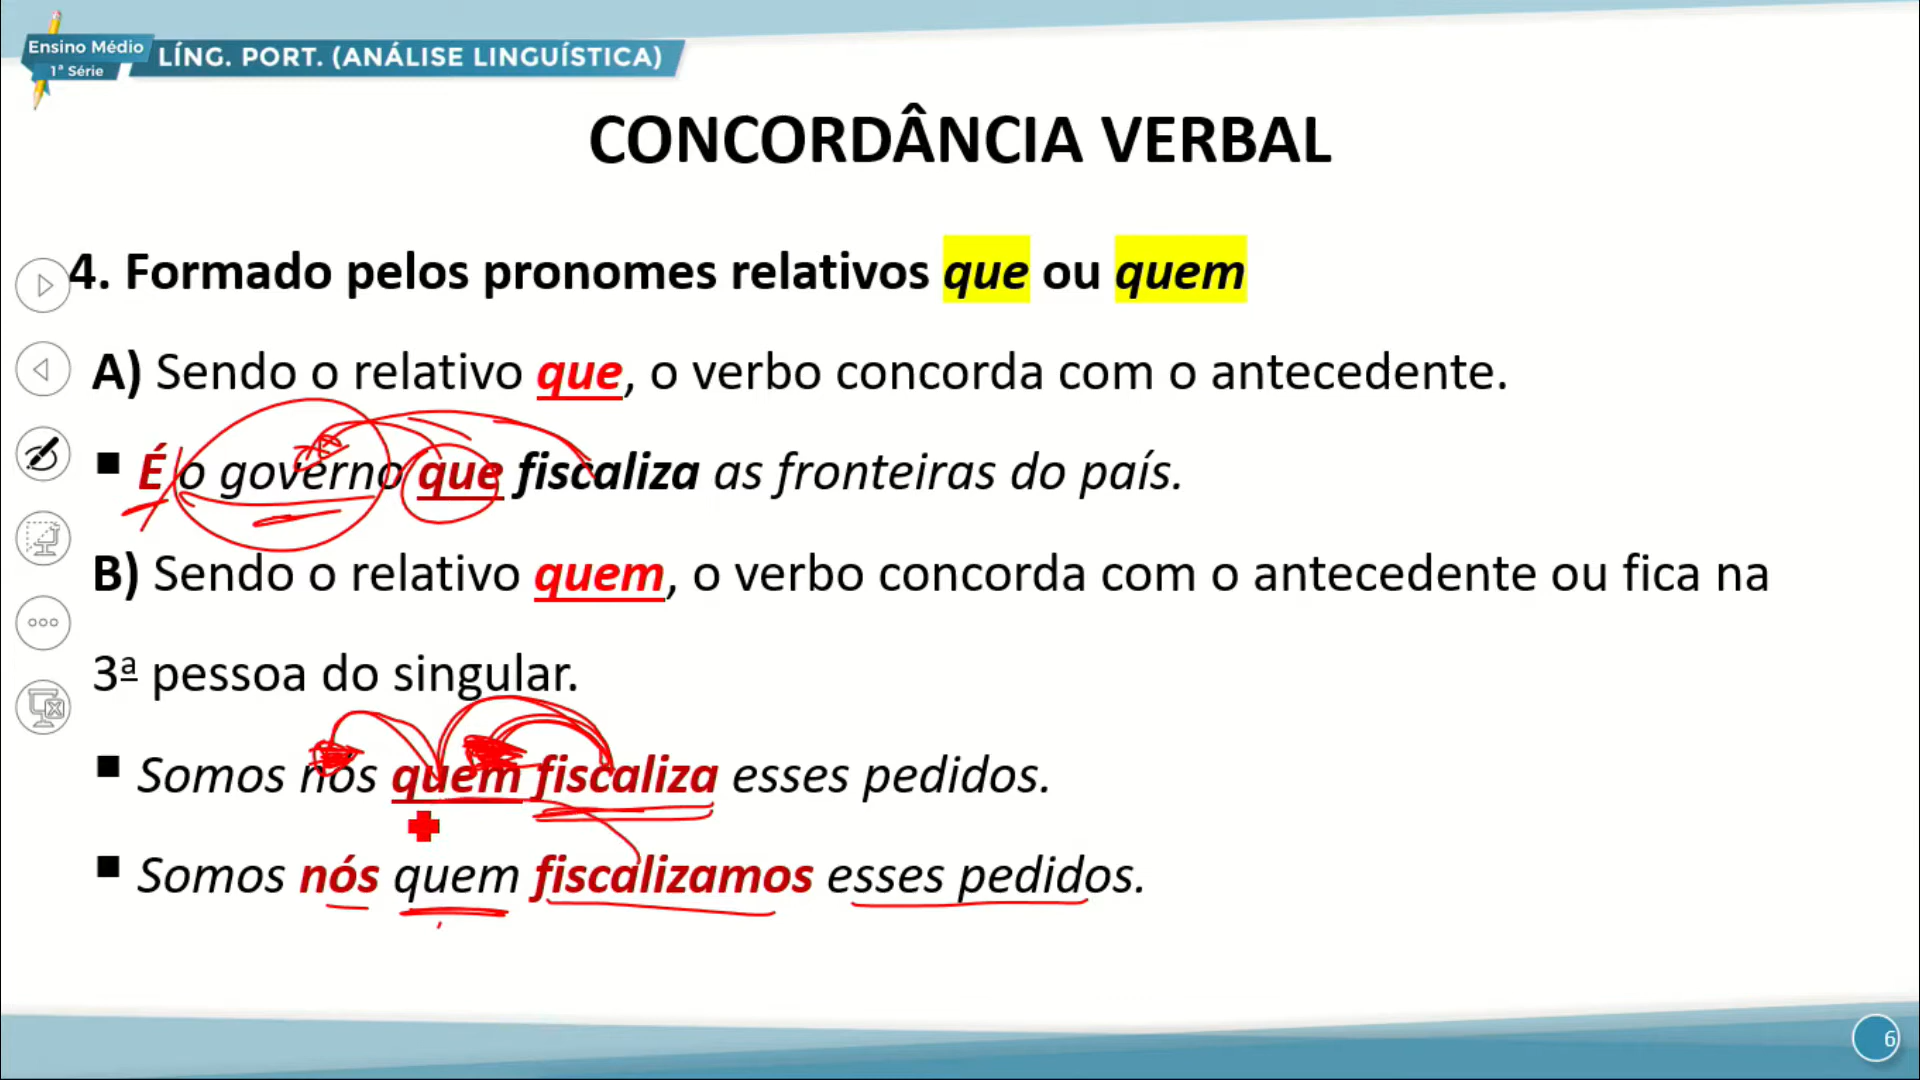 Ensino Médio
1ª Série
LÍNG. PORT. (ANÁLISE LINGUÍSTICA)
CONCORDÂNCIA VERBAL
4. Formado pelos pronomes relativos que ou quem
A) Sendo o relativo que, o verbo concorda com o antecedente.
▪ É o governo que fiscaliza as fronteiras do país.
B) Sendo o relativo quem, o verbo concorda com o antecedente ou fica na
3ª pessoa do singular.
▪ Somos nós quem fiscaliza esses pedidos.
▪ Somos nós quem fiscalizamos esses pedidos.
6